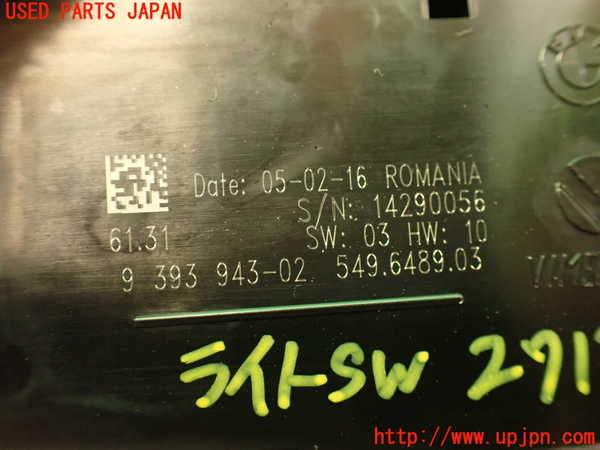 USED PARTS JAPAN
Date: 05-02-16 ROMANIA
S/N: 14290056
61.31
SW: 03 HW: 10
9 393 943-02 549.6489.03
ライトSW 271
http://www.upjpn.com/